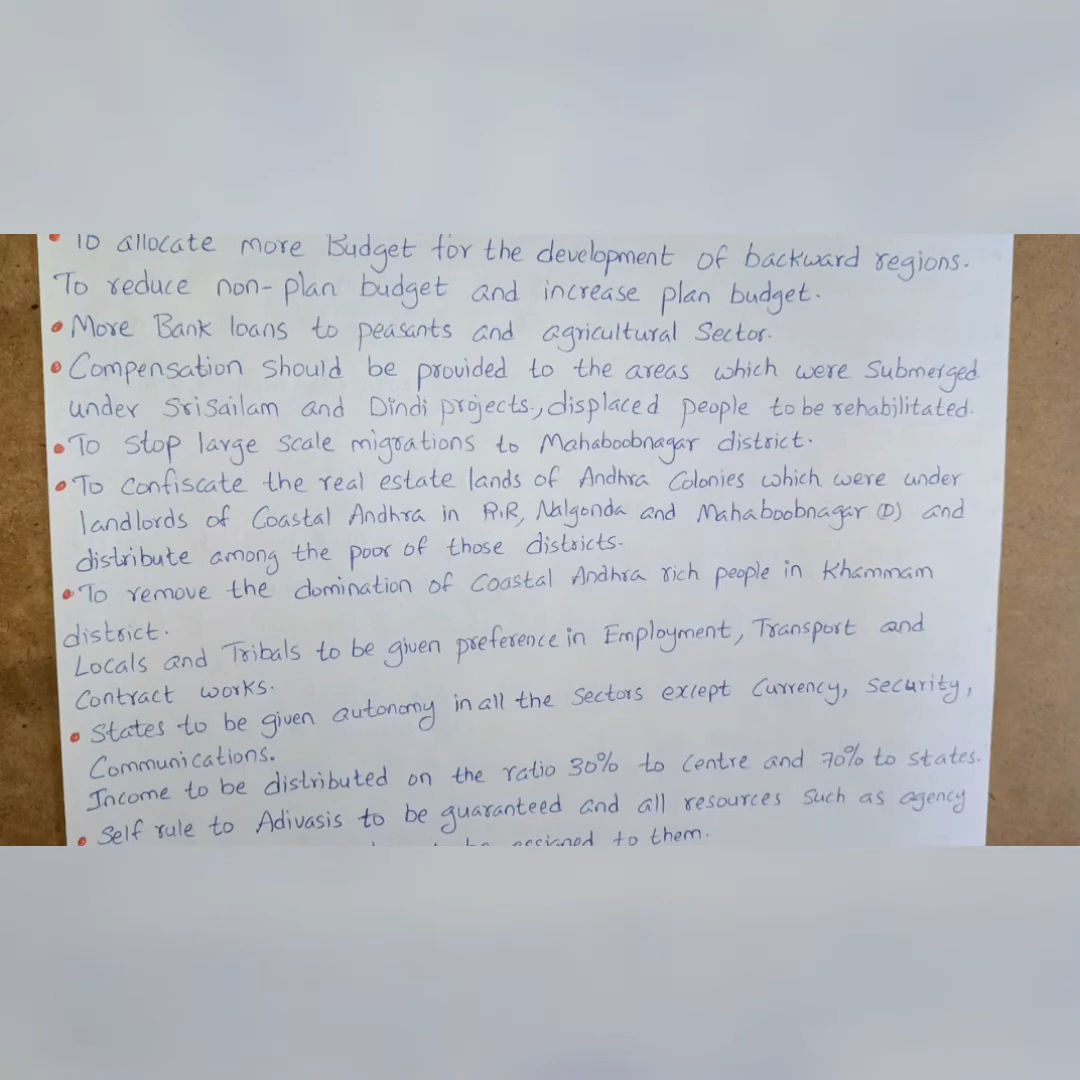 • To allocate more Budget for the development of backward regions.
To reduce non-plan budget and increase plan budget.
• More Bank loans to peasants and agricultural Sector.
• Compensation should be provided to the areas which were Submerged
under Srisailam and Dindi projects., displaced people to be rehabilitated.
• To stop large scale migrations to Mahaboobnagar district.
• To confiscate the real estate lands of Andhra Colonies which were under
landlords of Coastal Andhra in R.R, Nalgonda and Mahaboobnagar (D) and
distribute among the poor of those districts.
• To remove the domination of Coastal Andhra rich people in Khammam
district.
Locals and Tribals to be given preference in Employment, Transport and
Contract works.
• States to be given autonomy in all the Sectors except Currency, Security,
Communications.
Income to be distributed on the ratio 30% to Centre and 70% to States.
• Self rule to Adivasis to be guaranteed and all resources such as agency
assigned to them.